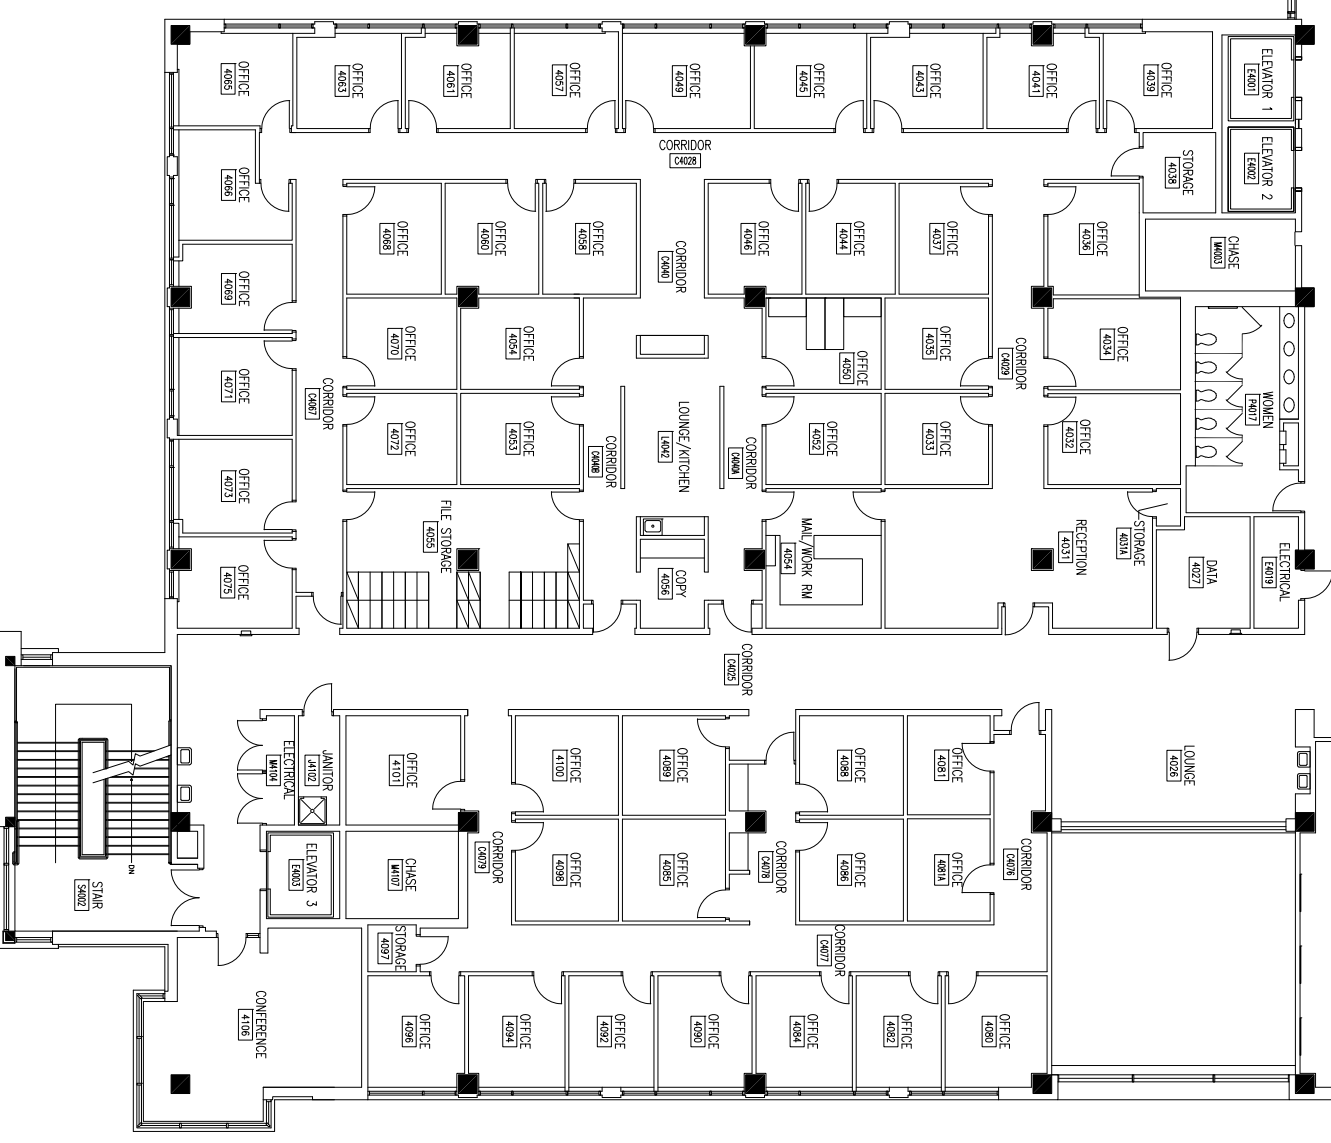 OFFICE
4065
OFFICE
4063
OFFICE
4061
OFFICE
4057
OFFICE
4049
OFFICE
4045
OFFICE
4043
OFFICE
4041
OFFICE
4039
ELEVATOR 1
E4001
ELEVATOR 2
E4002
CORRIDOR
C4028
STORAGE
4038
OFFICE
4066
OFFICE
4068
OFFICE
4060
OFFICE
4058
CORRIDOR
C4040
OFFICE
4046
OFFICE
4044
OFFICE
4037
OFFICE
4036
CHASE
M4003
OFFICE
4069
OFFICE
4070
OFFICE
4054
OFFICE
4050
OFFICE
4035
CORRIDOR
C4029
OFFICE
4034
OFFICE
4071
CORRIDOR
C4067
OFFICE
4072
OFFICE
4053
CORRIDOR
C4040B
LOUNGE/KITCHEN
L4042
CORRIDOR
C4040A
OFFICE
4052
OFFICE
4033
OFFICE
4032
WOMEN
P4017
OFFICE
4073
FILE STORAGE
4055
MAIL/WORK RM
4054
RECEPTION
4031
STORAGE
4031A
OFFICE
4075
COPY
4056
DATA
4027
ELECTRICAL
E4019
CORRIDOR
C4025
ELECTRICAL
M4104
JANITOR
J4102
OFFICE
4101
OFFICE
4100
OFFICE
4089
OFFICE
4088
OFFICE
4081
LOUNGE
4026
DN
STAIR
S4002
ELEVATOR 3
E4003
CHASE
M4107
CORRIDOR
C4079
OFFICE
4098
OFFICE
4085
CORRIDOR
C4078
OFFICE
4086
OFFICE
4081A
CORRIDOR
C4076
STORAGE
4097
CORRIDOR
C4077
CONFERENCE
4106
OFFICE
4096
OFFICE
4094
OFFICE
4092
OFFICE
4090
OFFICE
4084
OFFICE
4082
OFFICE
4080